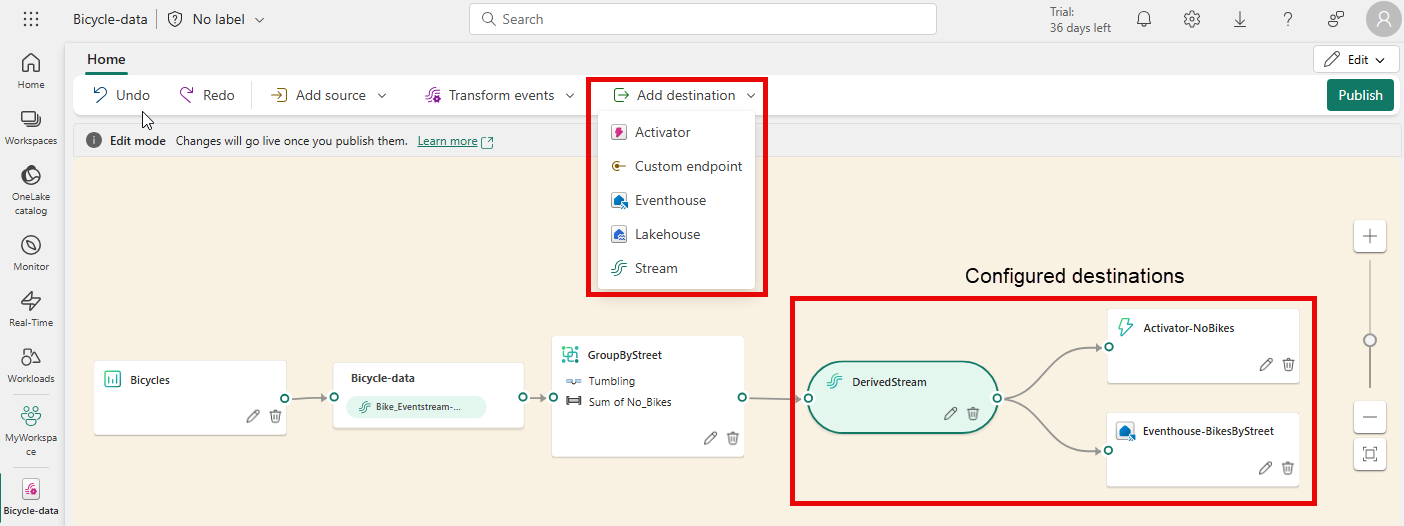 Bicycle-data
No label
Search
Trial:
36 days left
Home
Workspaces
OneLake
catalog
Monitor
Real-Time
Workloads
MyWorkspa
ce
Bicycle-data
Home
Edit
Undo
Redo
Add source
Transform events
Add destination
Publish
Edit mode Changes will go live once you publish them. Learn more
Activator
Custom endpoint
Eventhouse
Lakehouse
Stream
Configured destinations
Bicycles
Bicycle-data
Bike_Eventstream-...
GroupByStreet
Tumbling
Sum of No_Bikes
DerivedStream
Activator-NoBikes
Eventhouse-BikesByStreet